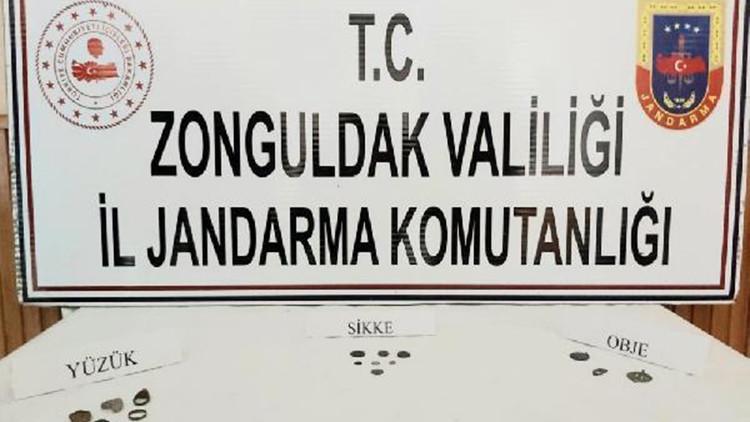 T.C.
ZONGULDAK VALİLİĞİ
İL JANDARMA KOMUTANLIĞI
JANDARMA
YÜZÜK
SİKKE
OBJE